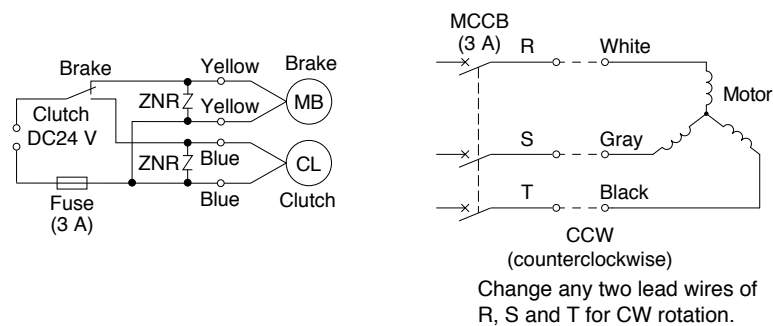 Brake
Clutch
DC24 V
Fuse
(3 A)
ZNR
ZNR
Yellow
Yellow
Blue
Blue
Brake
MB
CL
Clutch
MCCB
(3 A)
R
White
S
Gray
T
Black
Motor
CCW
(counterclockwise)
Change any two lead wires of
R, S and T for CW rotation.